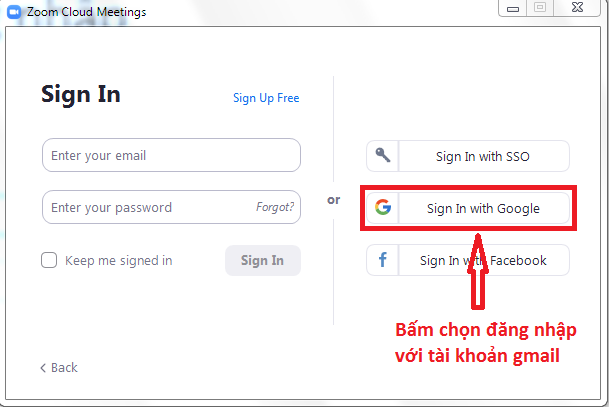 Zoom Cloud Meetings
Sign In
Sign Up Free
Enter your email
Enter your password
Forgot?
Keep me signed in
Sign In
or
Sign In with SSO
Sign In with Google
Sign In with Facebook
Bấm chọn đăng nhập
với tài khoản gmail
Back